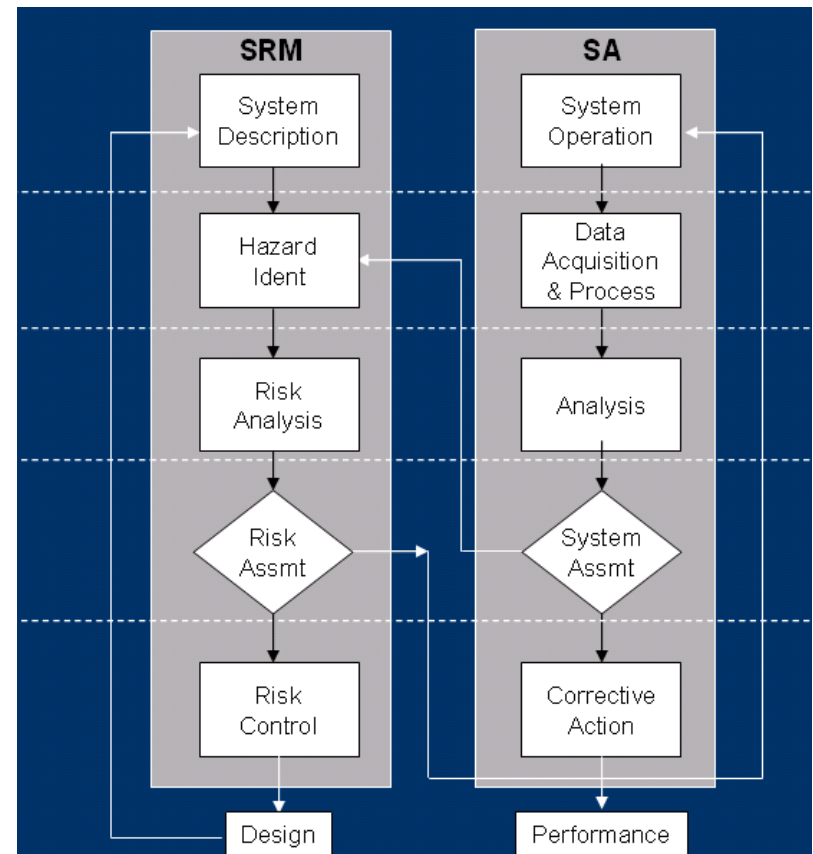 SRM
System
Description
Hazard
Ident
Risk
Analysis
Risk
Assmt
Risk
Control
Design
SA
System
Operation
Data
Acquisition
& Process
Analysis
System
Assmt
Corrective
Action
Performance